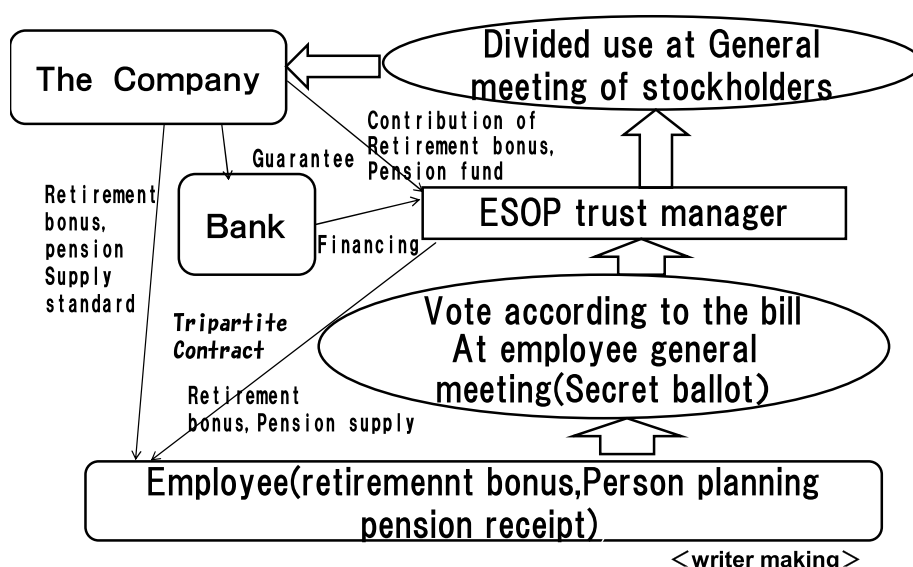 Divided use at General
meeting of stockholders
The Company
Contribution of
Retirement bonus,
Pension fund
Guarantee
Retirement
bonus,
pension
Supply
standard
Bank
ESOP trust manager
Financing
Tripartite
Contract
Vote according to the bill
At employee general
meeting(Secret ballot)
Retirement
bonus, Pension supply
Employee(retiremennt bonus,Person planning
pension receipt)
<writer making>